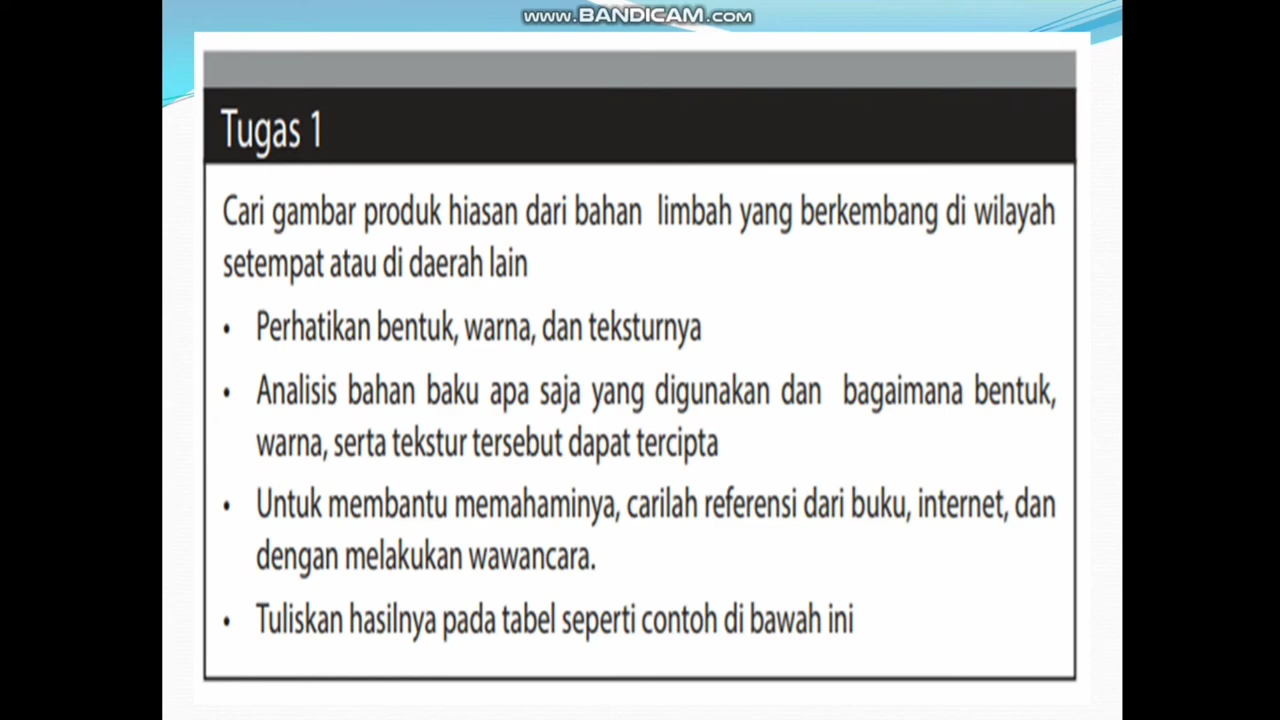 www.BANDICAM.com
Tugas 1
Cari gambar produk hiasan dari bahan limbah yang berkembang di wilayah
setempat atau di daerah lain
• Perhatikan bentuk, warna, dan teksturnya
• Analisis bahan baku apa saja yang digunakan dan bagaimana bentuk,
warna, serta tekstur tersebut dapat tercipta
• Untuk membantu memahaminya, carilah referensi dari buku, internet, dan
dengan melakukan wawancara.
• Tuliskan hasilnya pada tabel seperti contoh di bawah ini